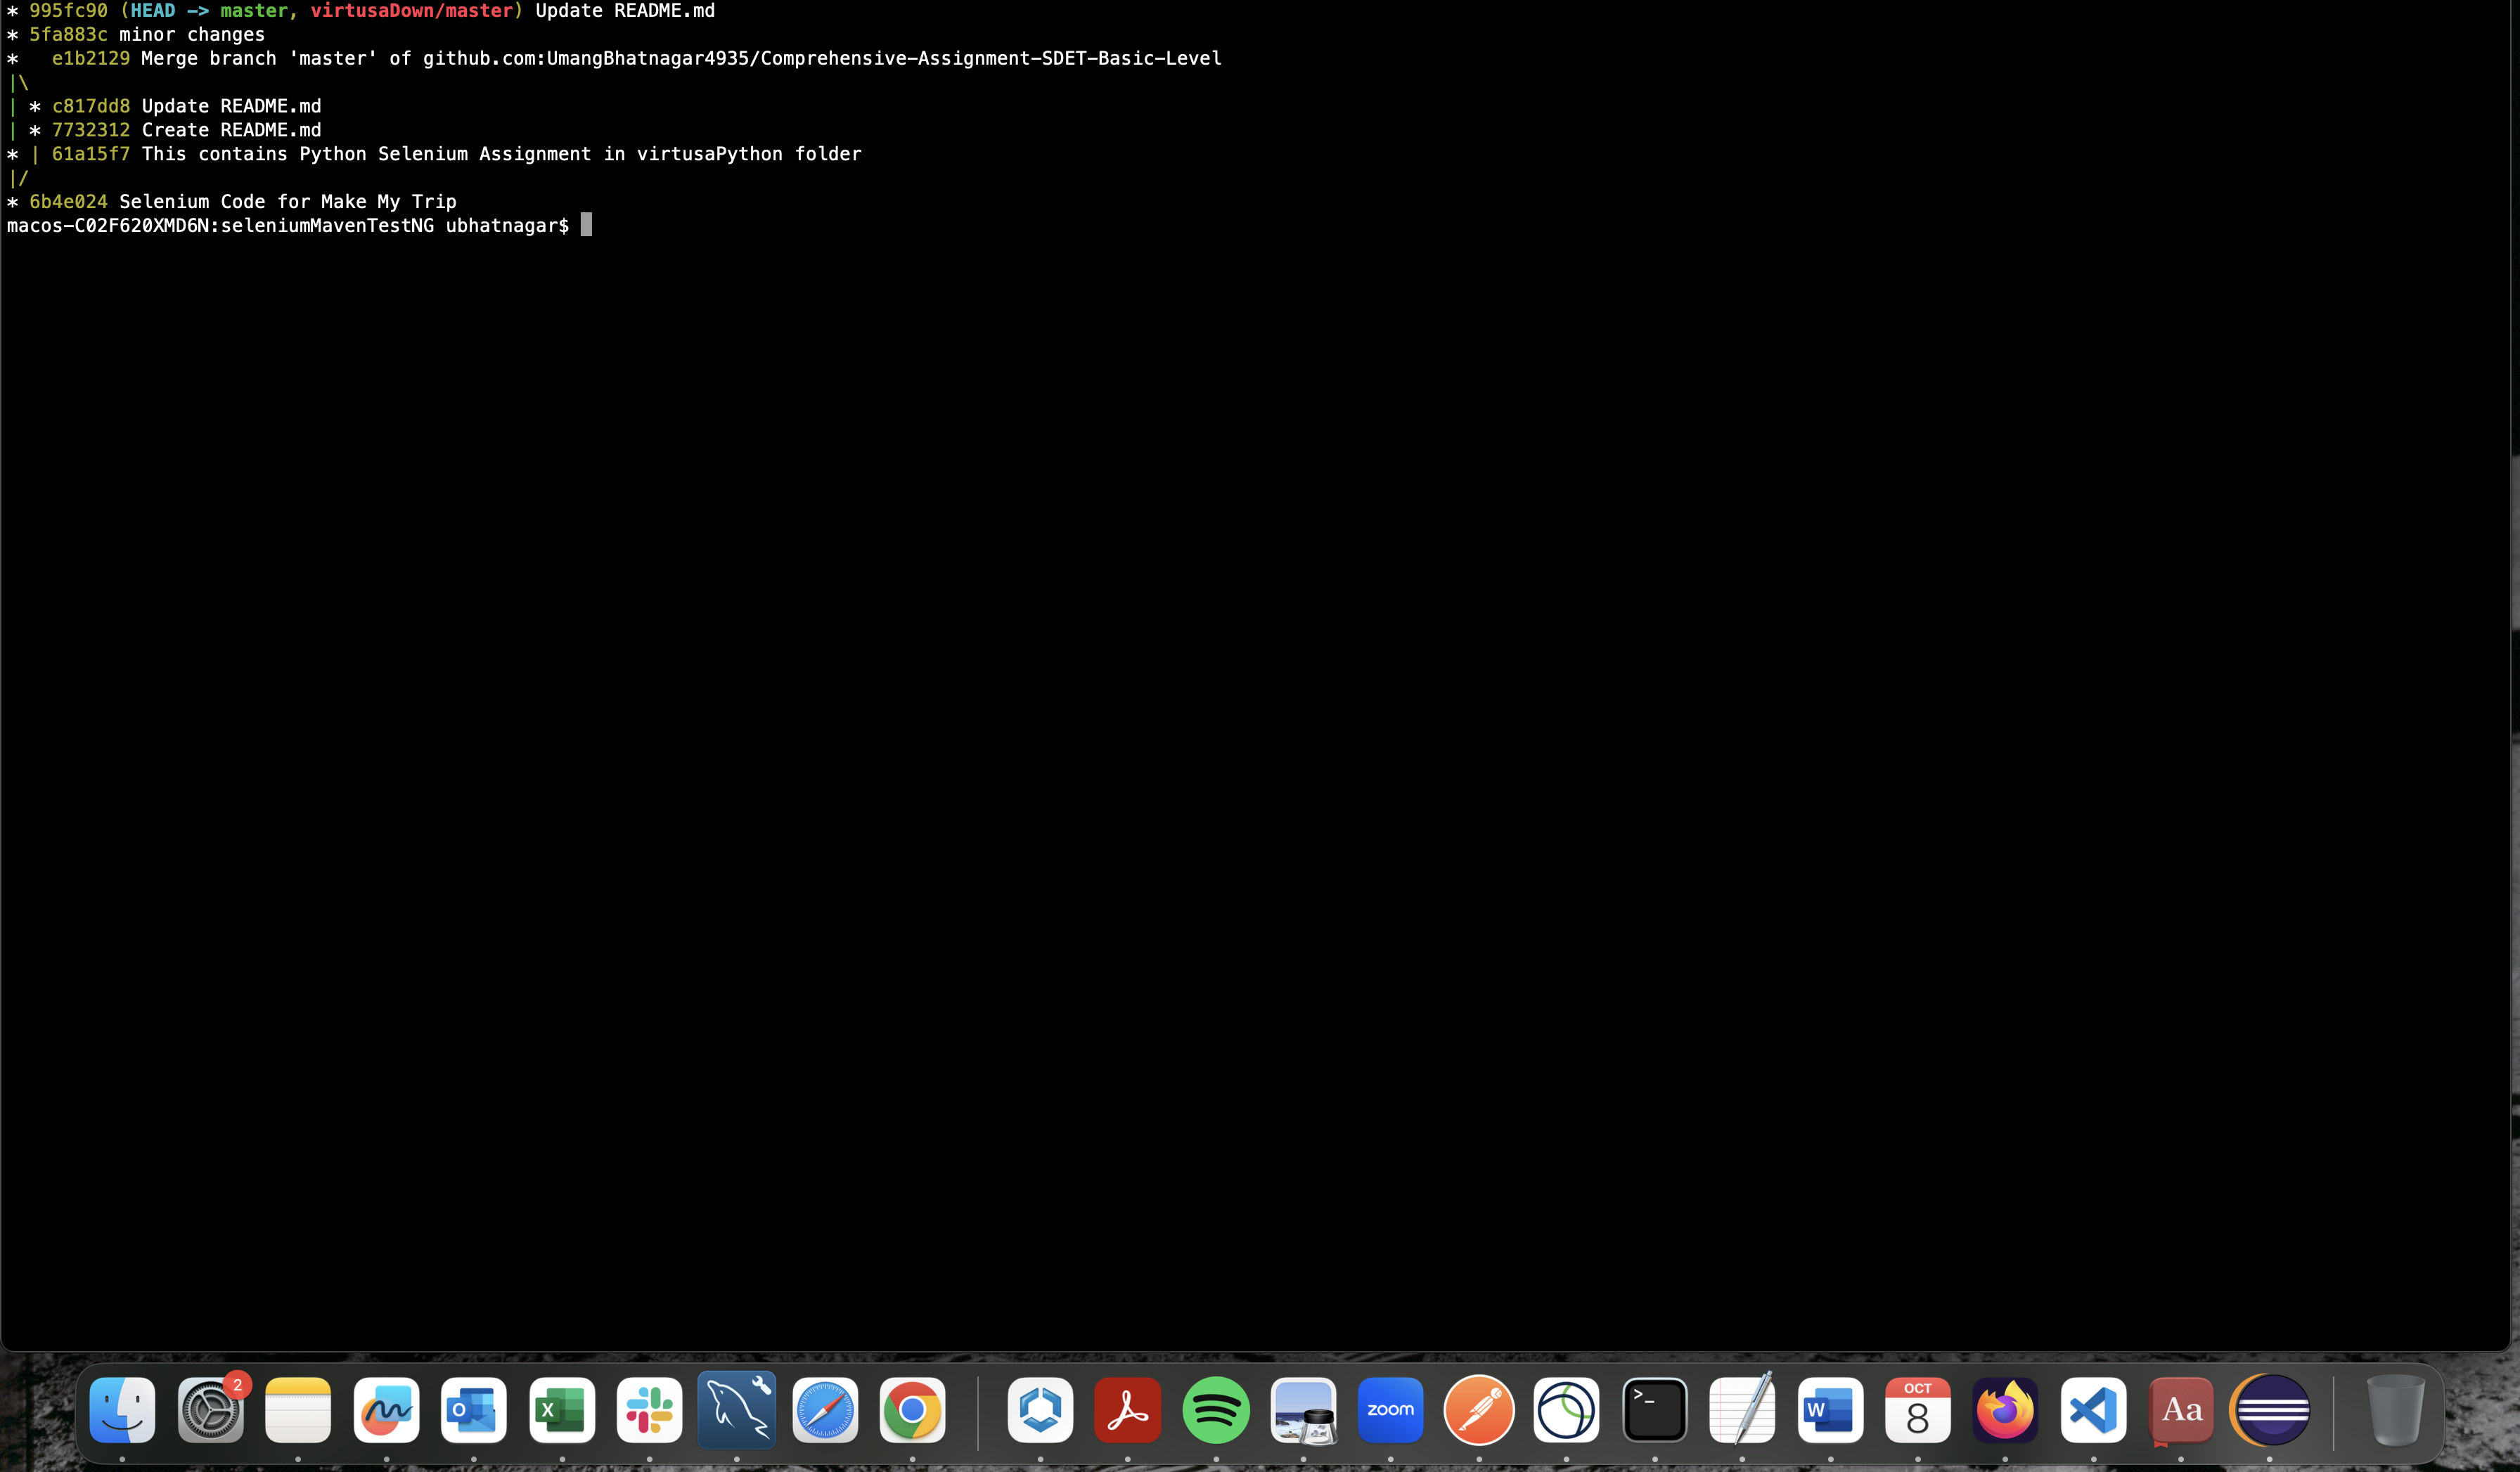 * 995fc90 (HEAD -> master, virtusaDown/master) Update README.md
* 5fa883c minor changes
*   e1b2129 Merge branch 'master' of github.com:UmangBhatnagar4935/Comprehensive-Assignment-SDET-Basic-Level
|\
| * c817dd8 Update README.md
| * 7732312 Create README.md
* | 61a15f7 This contains Python Selenium Assignment in virtusaPython folder
|/
* 6b4e024 Selenium Code for Make My Trip
macos-C02F620XMD6N:seleniumMavenTestNG ubhatnagar$
2
O
X
zoom
>_
W
OCT
8
Aa